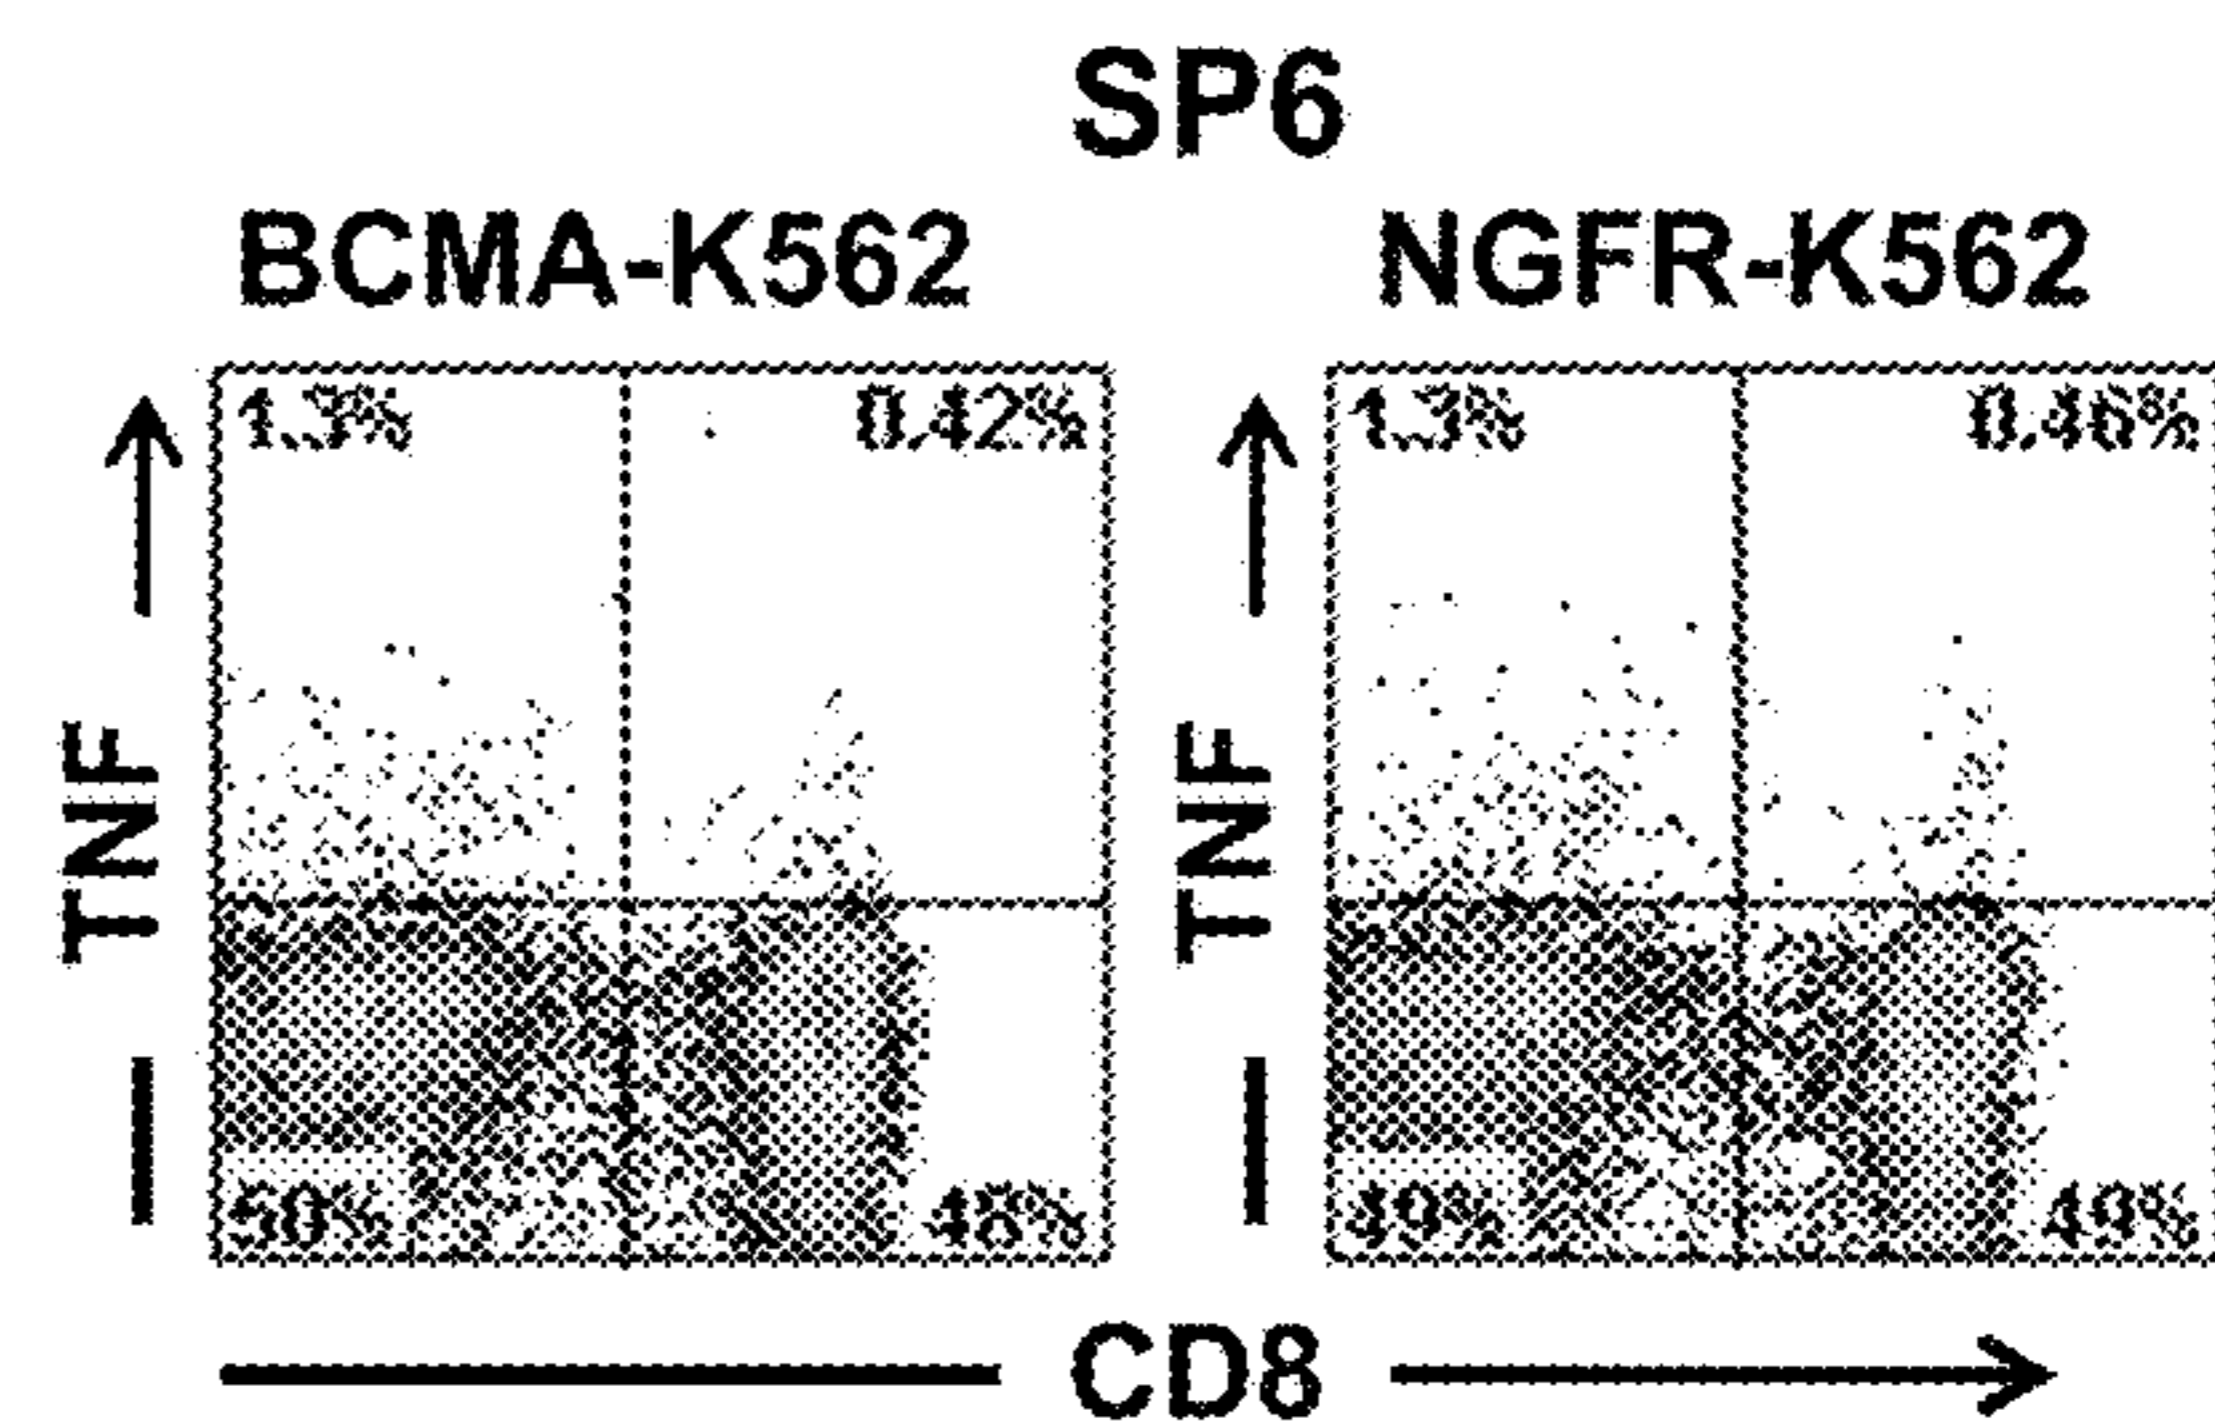 SP6
BCMA-K562 NGFR-K562
1.3% 0.42% 1.3% 0.46%
TNF TNF
50% 48% 49% 49%
CD8